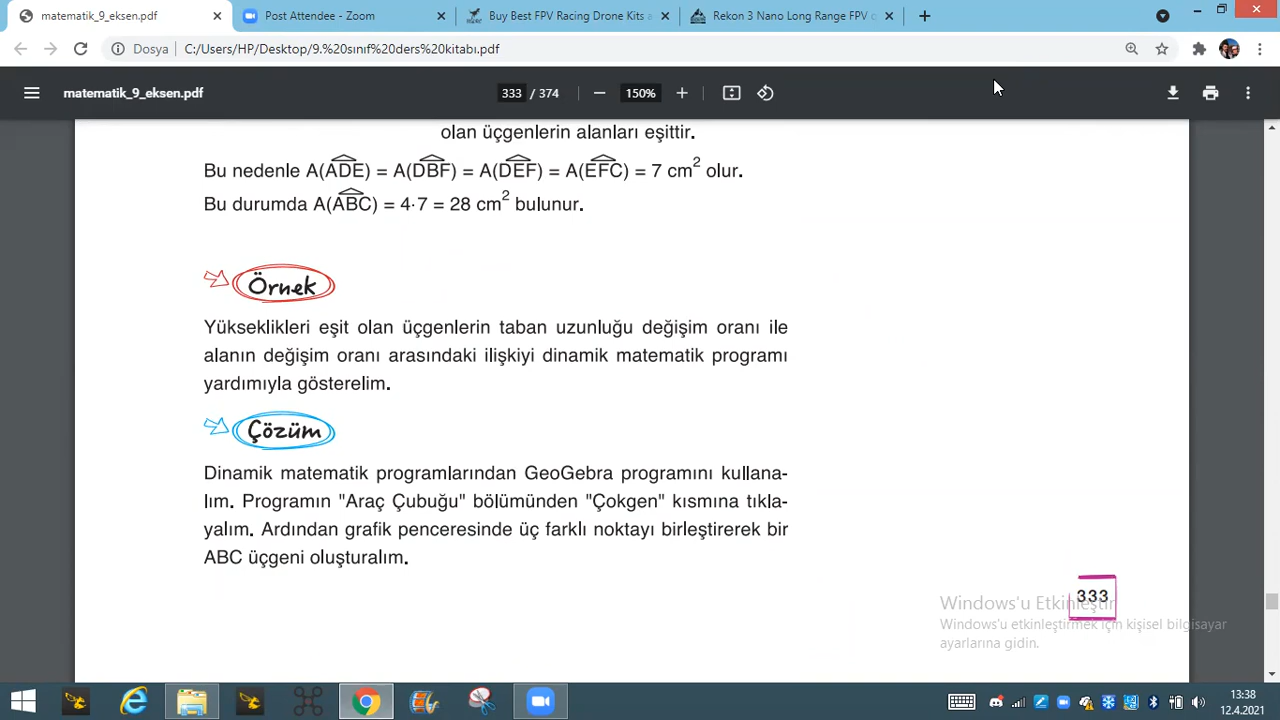 matematik_9_eksen.pdf
Post Attendee - Zoom
Buy Best FPV Racing Drone Kits a
Rekon 3 Nano Long Range FPV
Dosya
C:/Users/HP/Desktop/9.%20sınıf%20ders%20kitabı.pdf
matematik_9_eksen.pdf
333 / 374
150%
olan üçgenlerin alanları eşittir.
Bu nedenle A(ADE) = A(DBF) = A(DEF) = A(EFC) = 7 cm² olur.
Bu durumda A(ABC) = 4·7 = 28 cm² bulunur.
Örnek
Yükseklikleri eşit olan üçgenlerin taban uzunluğu değişim oranı ile
alanın değişim oranı arasındaki ilişkiyi dinamik matematik programı
yardımıyla gösterelim.
Çözüm
Dinamik matematik programlarından GeoGebra programını kullana-
lım. Programın "Araç Çubuğu" bölümünden "Çokgen" kısmına tıkla-
yalım. Ardından grafik penceresinde üç farklı noktayı birleştirerek bir
ABC üçgeni oluşturalım.
333
Windows'u Etkinleştir
Windows'u etkinleştirmek için kişisel bilgisayar
ayarlarına gidin.
13:38
12.4.2021